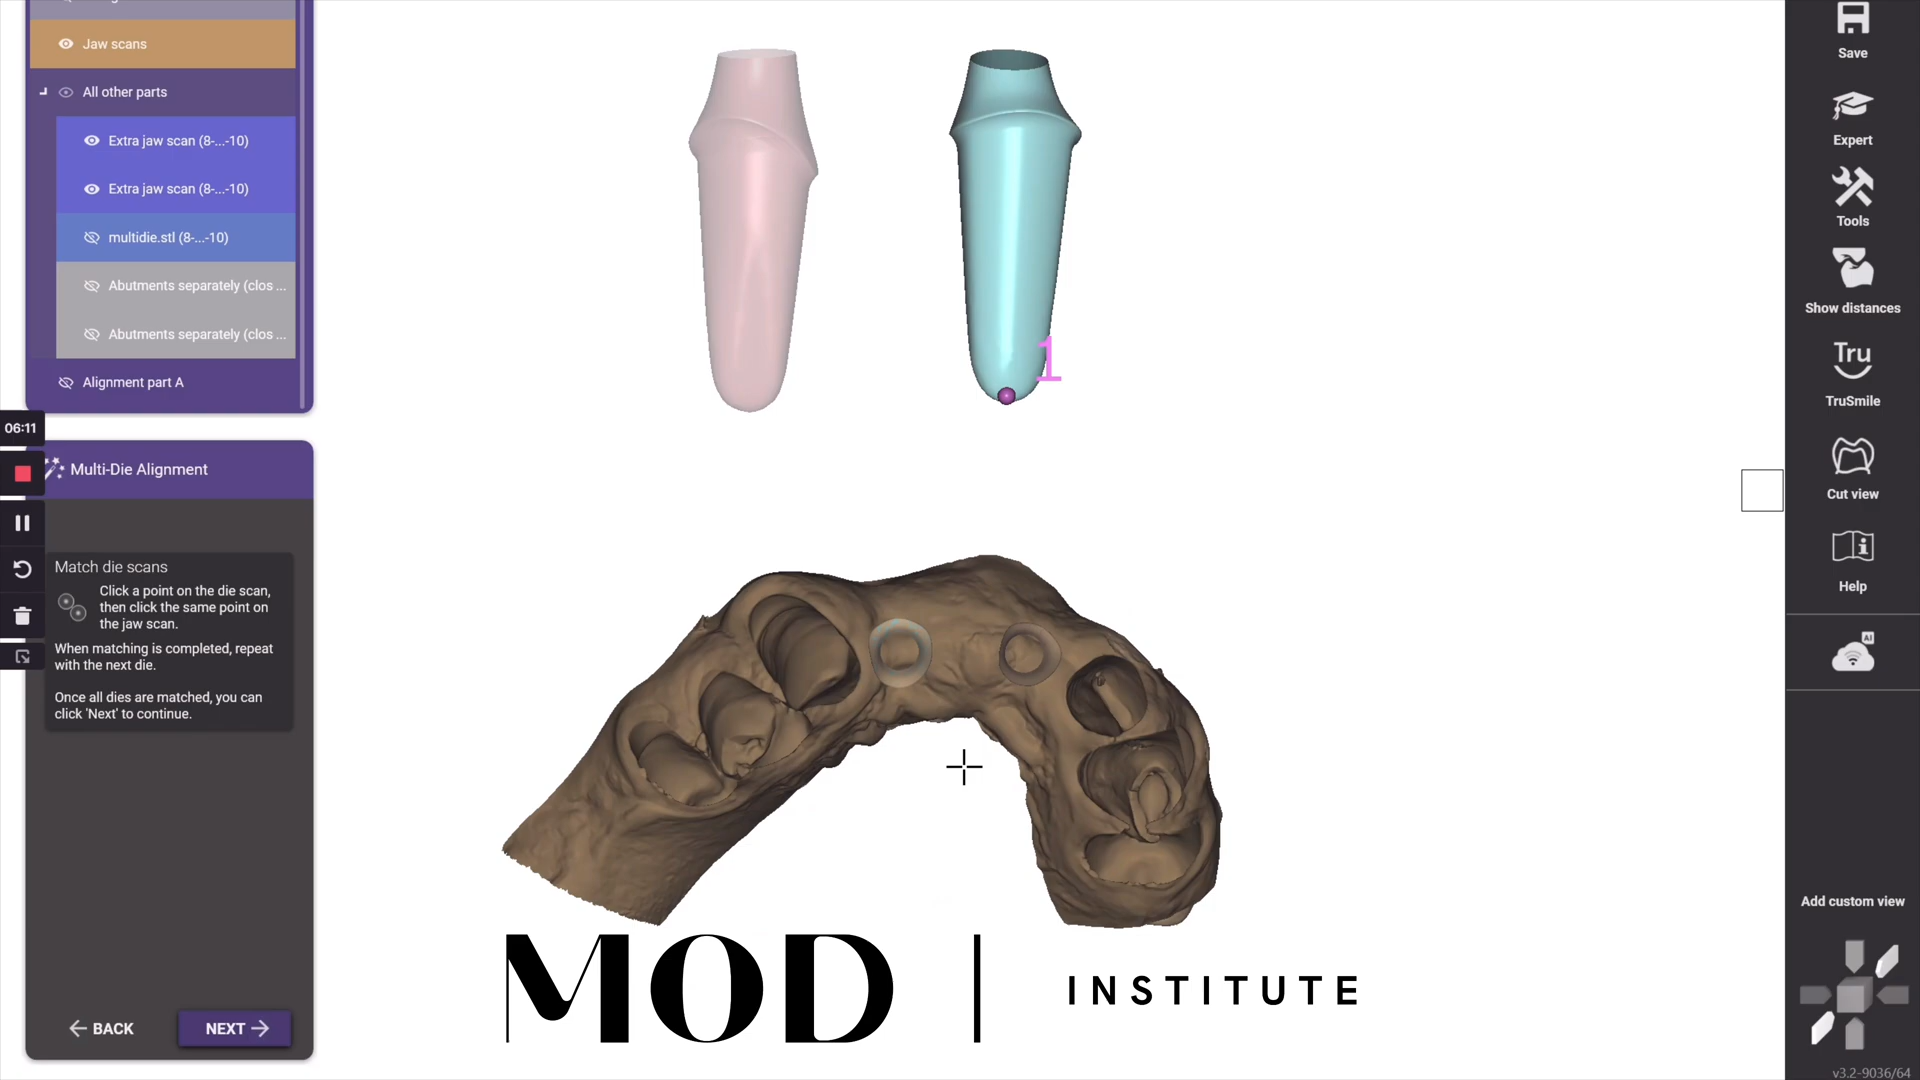 Jaw scans
All other parts
Extra jaw scan (8-...-10)
Extra jaw scan (8-...-10)
multidie.stl (8-...-10)
Abutments separately (clos ...
Abutments separately (clos ...
Alignment part A
06:11
Multi-Die Alignment
Match die scans
Click a point on the die scan,
then click the same point on
the jaw scan.
When matching is completed, repeat
with the next die.
Once all dies are matched, you can
click 'Next' to continue.
BACK
NEXT
1
MOD | INSTITUTE
Save
Expert
Tools
Show distances
Tru
TruSmile
Cut view
Help
AI
Add custom view
v3.2-9036/64